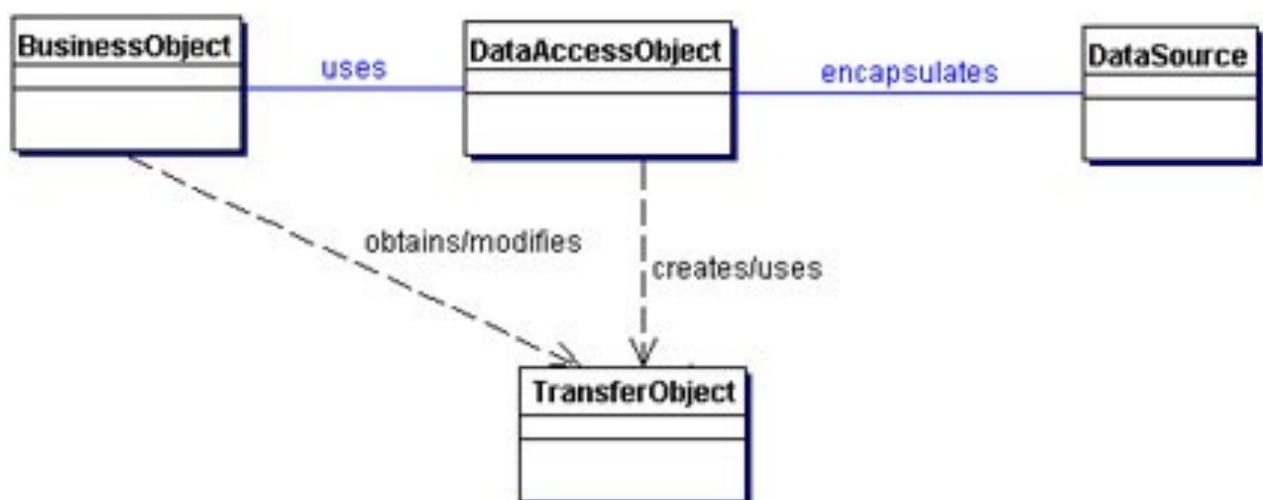 BusinessObject
uses
DataAccessObject
encapsulates
DataSource
obtains/modifies
creates/uses
TransferObject